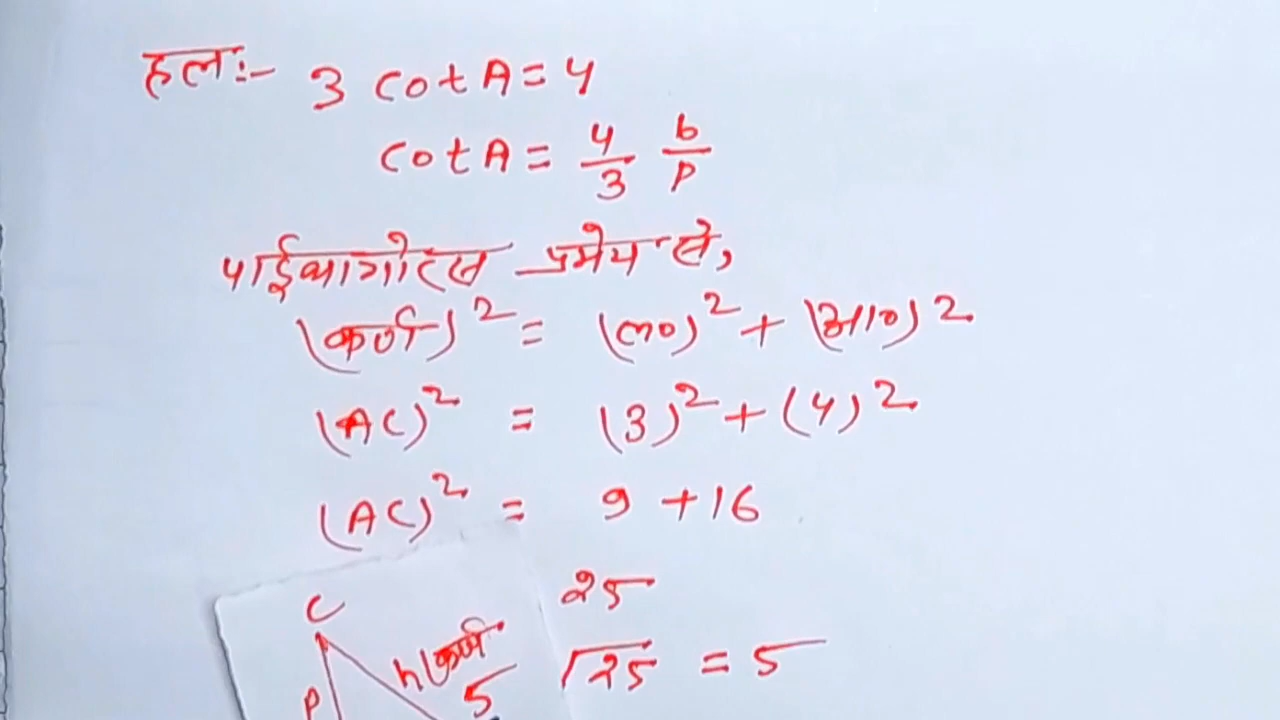 हलः- 3 cot A = 4
cot A = 4/3 b/p
पाईथागोरस प्रमेय से,
(कर्ण)² = (ल०)² + (आ०)²
(AC)² = (3)² + (4)²
(AC)² = 9 + 16
25
√25 = 5
C
h(कर्ण
5
P